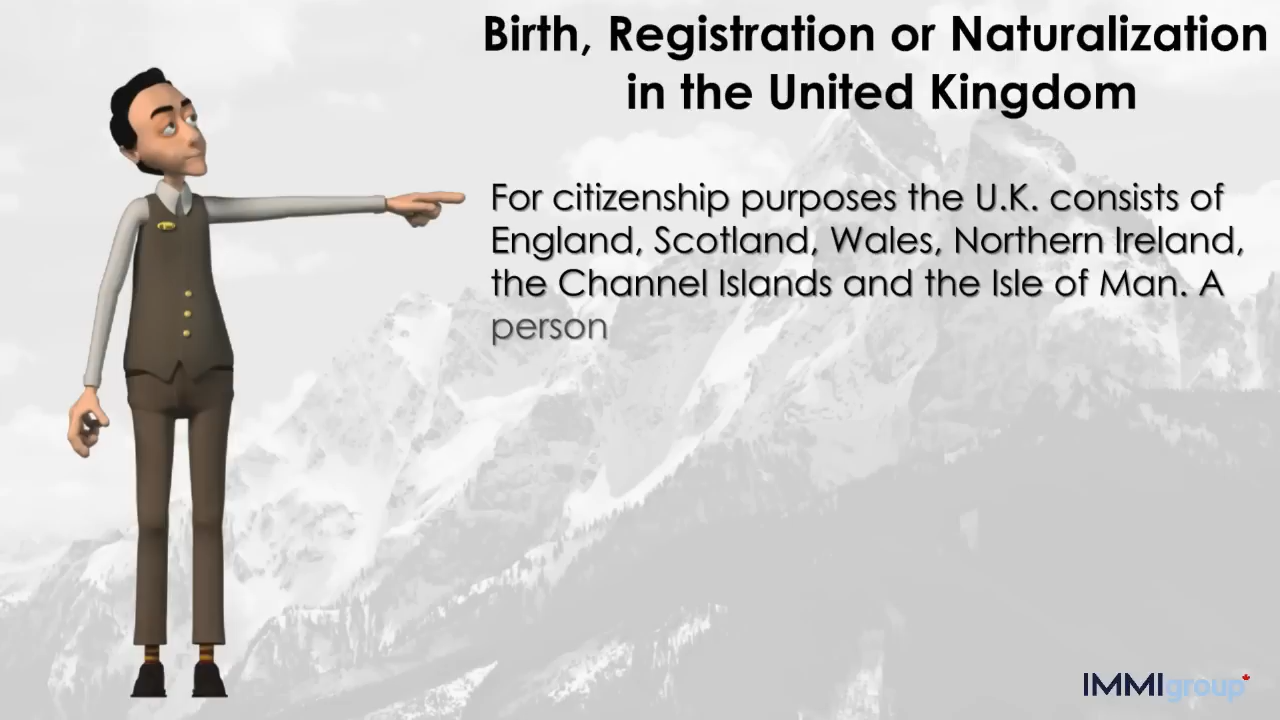 Birth, Registration or Naturalization
in the United Kingdom
For citizenship purposes the U.K. consists of
England, Scotland, Wales, Northern Ireland,
the Channel Islands and the Isle of Man. A
person
IMMIgroup